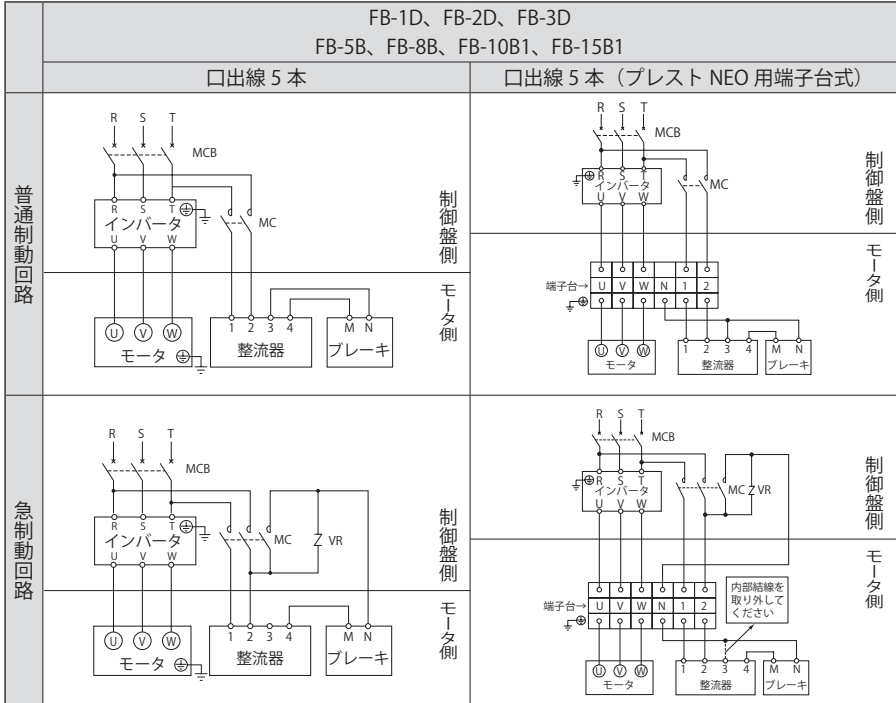 FB-1D、FB-2D、FB-3D
FB-5B、FB-8B、FB-10B1、FB-15B1
口出線 5 本
口出線 5 本（プレスト NEO 用端子台式）
普通制動回路
R S T
MCB
R S T
インバータ
U V W
MC
制御盤側
モータ側
U V W
モータ
1 2 3 4
整流器
M N
ブレーキ
R S T
MCB
R S T
インバータ
U V W
MC
制御盤側
モータ側
端子台→ U V W N 1 2
U V W
モータ
1 2 3 4
整流器
M N
ブレーキ
急制動回路
R S T
MCB
R S T
インバータ
U V W
MC
VR
制御盤側
モータ側
U V W
モータ
1 2 3 4
整流器
M N
ブレーキ
R S T
MCB
R S T
インバータ
U V W
MC VR
制御盤側
モータ側
内部結線を
取り外して
ください
端子台→ U V W N 1 2
U V W
モータ
1 2 3 4
整流器
M N
ブレーキ